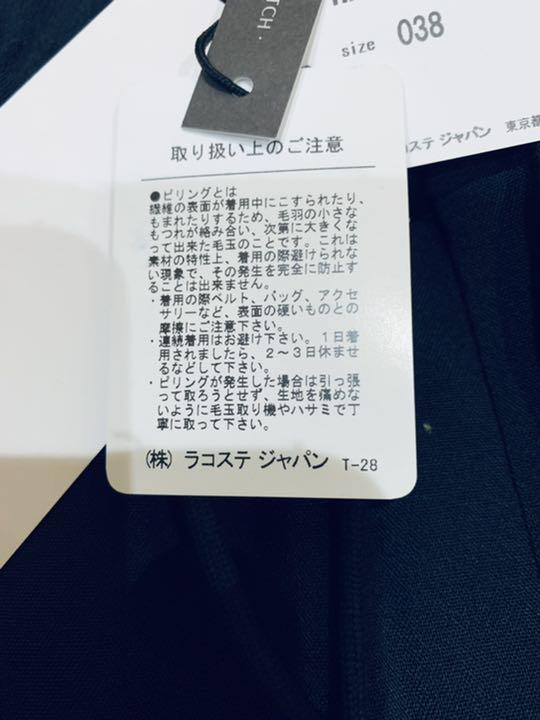 TCH.
size 038
コステ ジャパン 東京都
取り扱い上のご注意
●ピリングとは
繊維の表面が着用中にこすられたり、
もまれたりするため、毛羽の小さな
もつれが絡み合い、次第に大きくな
って出来た毛玉のことです。これは
素材の特性上、着用の際避けられな
い現象で、その発生を完全に防止す
ることは出来ません。
・着用の際ベルト、バッグ、アクセ
サリーなど、表面の硬いものとの
摩擦にご注意下さい。
・連続着用はお避け下さい。1日着
用されましたら、2〜3日休ませ
るなどして下さい。
・ピリングが発生した場合は引っ張
って取ろうとせず、生地を痛めな
いように毛玉取り機やハサミで丁
寧に取って下さい。
(株) ラコステ ジャパン T-28